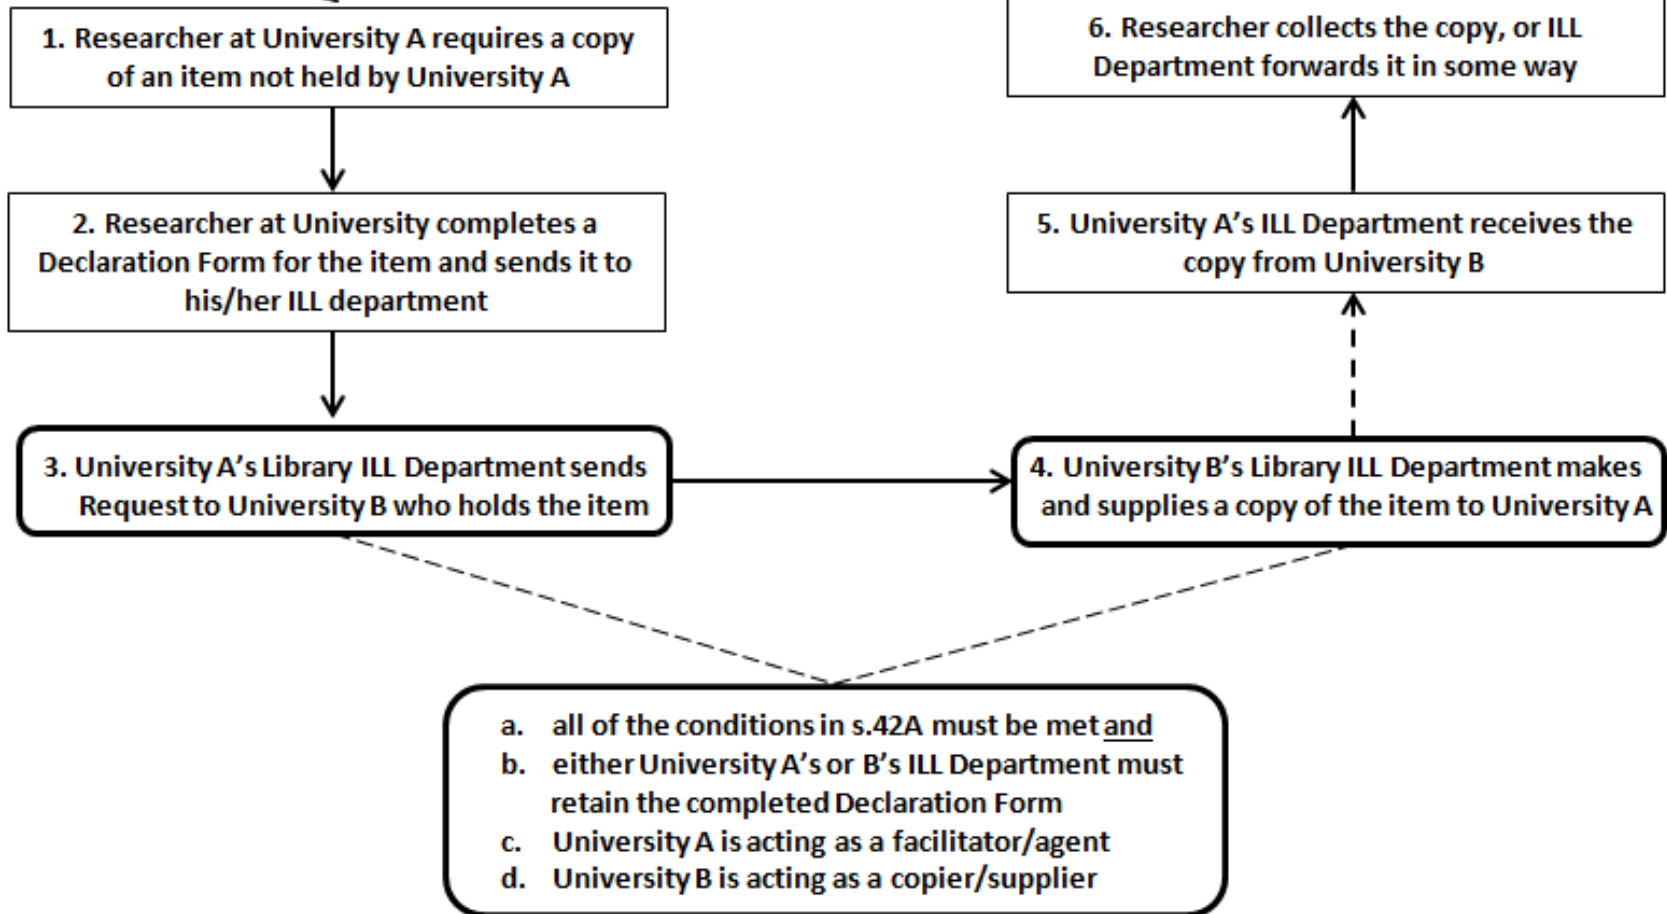 1. Researcher at University A requires a copy
of an item not held by University A
2. Researcher at University completes a
Declaration Form for the item and sends it to
his/her ILL department
3. University A’s Library ILL Department sends
Request to University B who holds the item
4. University B’s Library ILL Department makes
and supplies a copy of the item to University A
5. University A’s ILL Department receives the
copy from University B
6. Researcher collects the copy, or ILL
Department forwards it in some way
a. all of the conditions in s.42A must be met and
b. either University A’s or B’s ILL Department must
retain the completed Declaration Form
c. University A is acting as a facilitator/agent
d. University B is acting as a copier/supplier